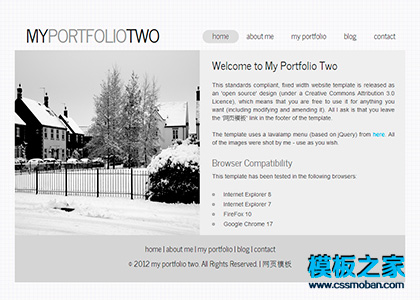 MYPORTFOLIOTWO
home about me my portfolio blog contact
Welcome to My Portfolio Two
This standards compliant, fixed width website template is released as
an 'open source' design (under a Creative Commons Attribution 3.0
Licence), which means that you are free to use it for anything you
want (including modifying and amending it). All I ask is that you leave
the '网页模板' link in the footer of the template.
The template uses a lavalamp menu (based on jQuery) from here. All
of the images were shot by me - use as you wish.
Browser Compatibility
This template has been tested in the following browsers:
Internet Explorer 8
Internet Explorer 7
FireFox 10
Google Chrome 17
home | about me | my portfolio | blog | contact
© 2012 my portfolio two. All Rights Reserved. | 网页模板
模板之家
www.cssmoban.com